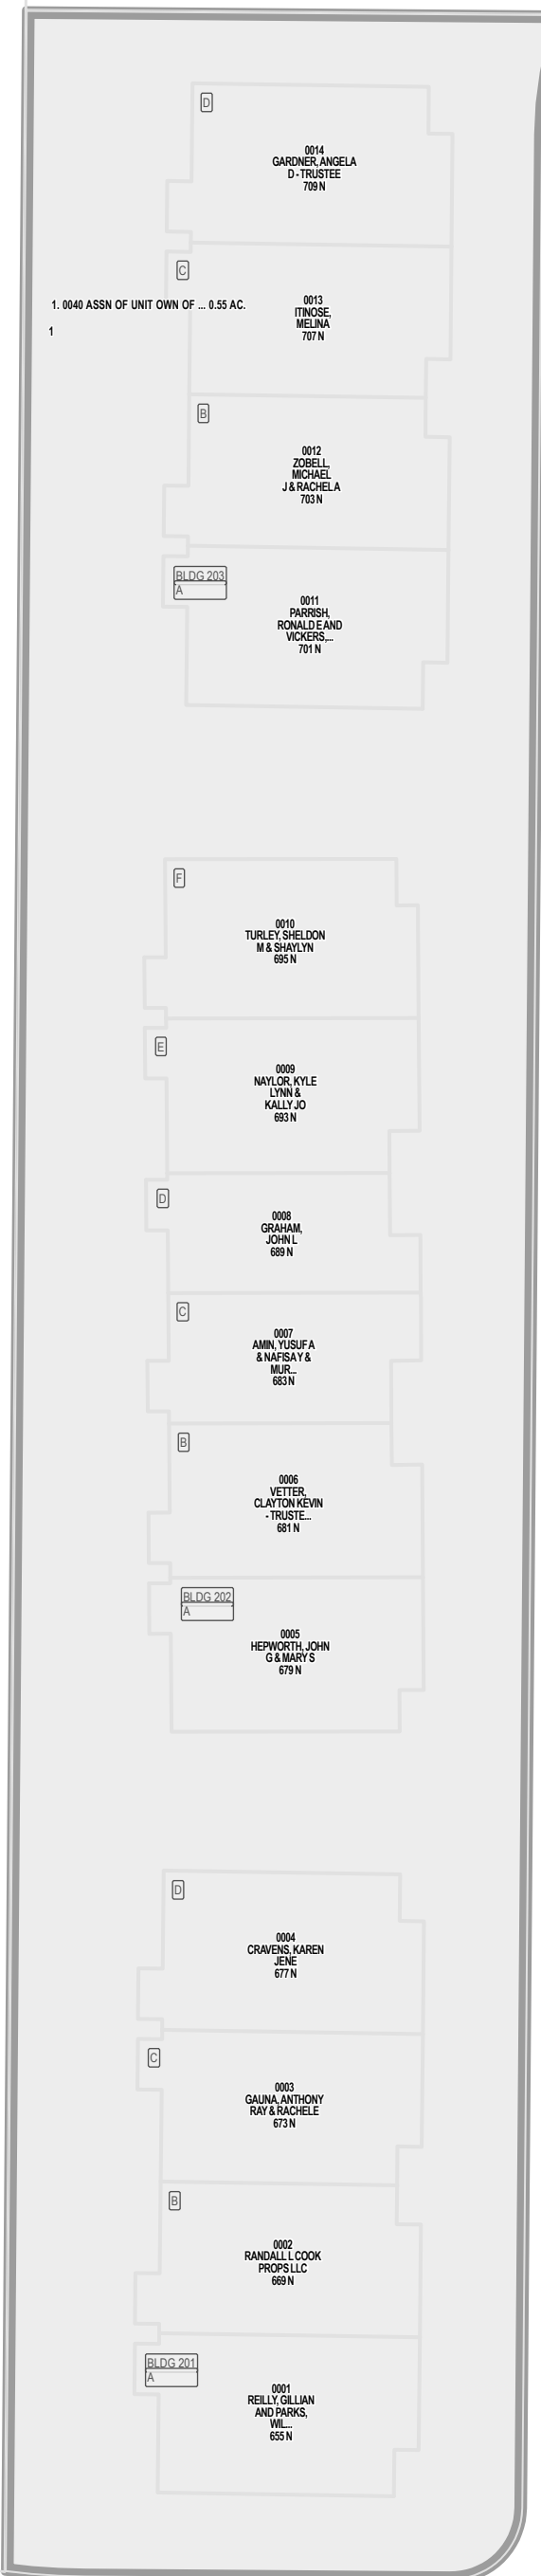 D
0014
GARDNER, ANGELA
D - TRUSTEE
709 N
C
1. 0040 ASSN OF UNIT OWN OF ... 0.55 AC.
1
0013
ITINOSE,
MELINA
707 N
B
0012
ZOBELL,
MICHAEL
J & RACHEL A
703 N
BLDG 203
A
0011
PARRISH,
RONALD E AND
VICKERS,...
701 N
F
0010
TURLEY, SHELDON
M & SHAYLYN
695 N
E
0009
NAYLOR, KYLE
LYNN &
KALLY JO
693 N
D
0008
GRAHAM,
JOHN L
689 N
C
0007
AMIN, YUSUF A
& NAFISA Y &
MUR...
683 N
B
0006
VETTER,
CLAYTON KEVIN
- TRUSTE...
681 N
BLDG 202
A
0005
HEPWORTH, JOHN
G & MARY S
679 N
D
0004
CRAVENS, KAREN
JENE
677 N
C
0003
GAUNA, ANTHONY
RAY & RACHELE
673 N
B
0002
RANDALL L COOK
PROPS LLC
669 N
BLDG 201
A
0001
REILLY, GILLIAN
AND PARKS,
WIL...
655 N